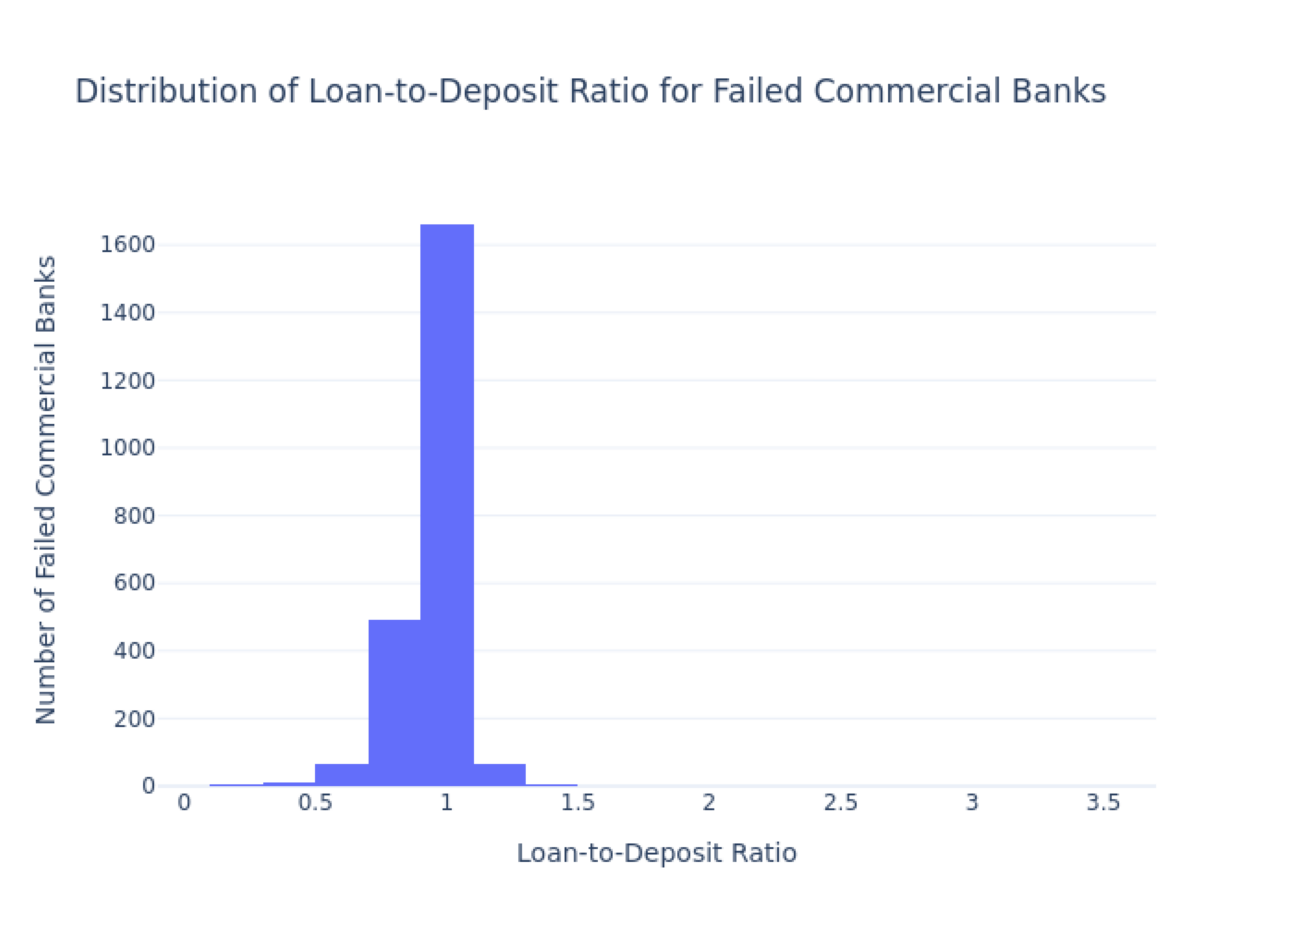 Distribution of Loan-to-Deposit Ratio for Failed Commercial Banks
Number of Failed Commercial Banks
1600
1400
1200
1000
800
600
400
200
0
0 0.5 1 1.5 2 2.5 3 3.5
Loan-to-Deposit Ratio